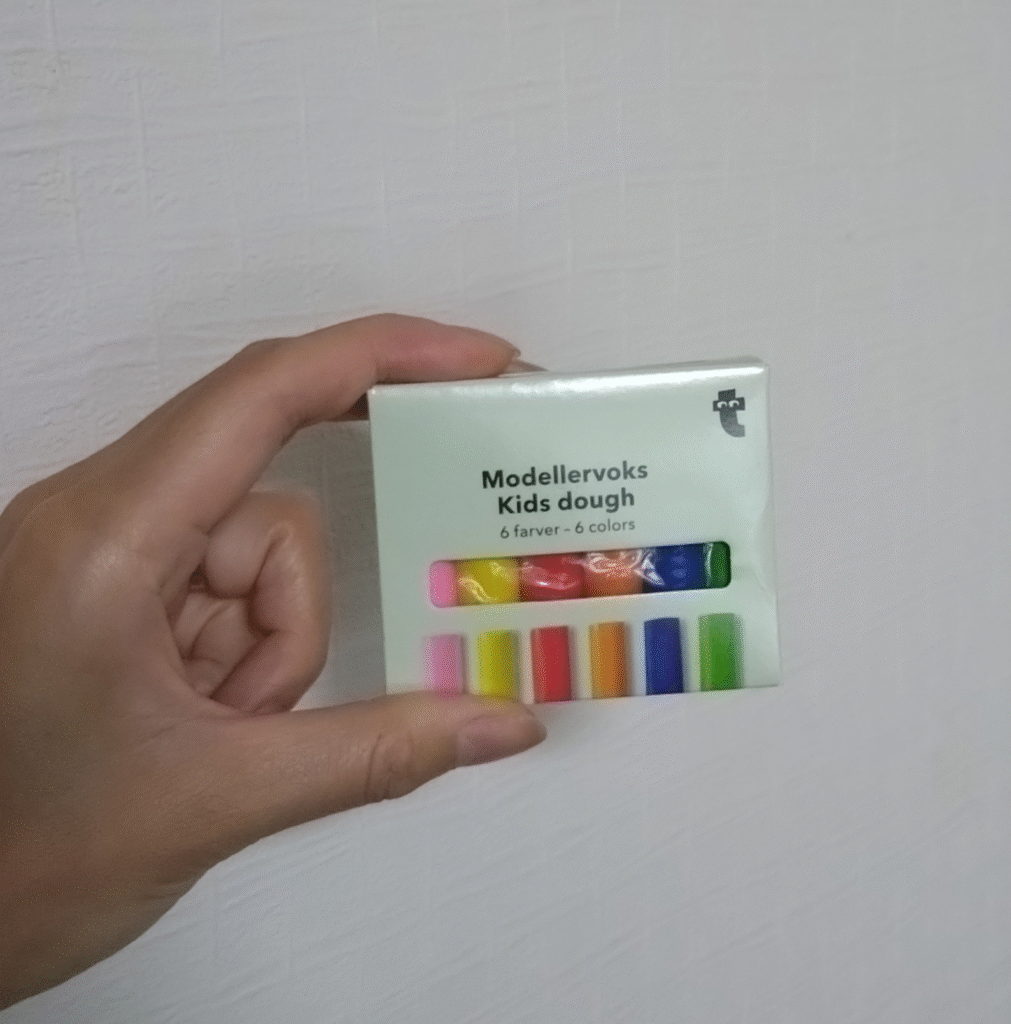 Modellervoks
Kids dough
6 farver - 6 colors